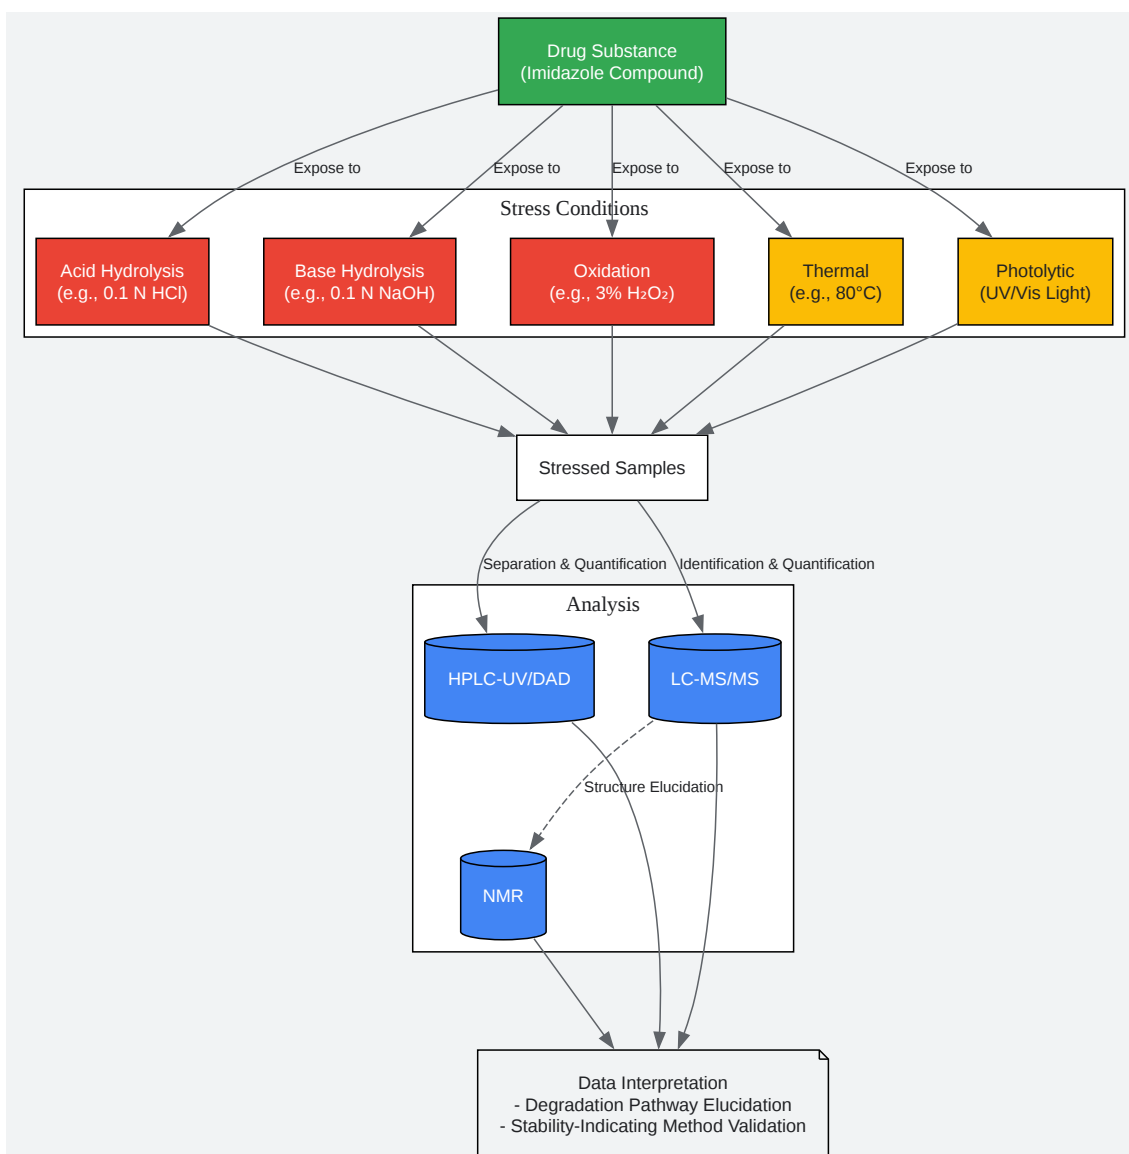 Drug Substance
(Imidazole Compound)
Expose to
Expose to
Expose to
Expose to
Expose to
Stress Conditions
Acid Hydrolysis
(e.g., 0.1 N HCl)
Base Hydrolysis
(e.g., 0.1 N NaOH)
Oxidation
(e.g., 3% H₂O₂)
Thermal
(e.g., 80°C)
Photolytic
(UV/Vis Light)
Stressed Samples
Separation & Quantification
Identification & Quantification
Analysis
HPLC-UV/DAD
LC-MS/MS
Structure Elucidation
NMR
Data Interpretation
- Degradation Pathway Elucidation
- Stability-Indicating Method Validation